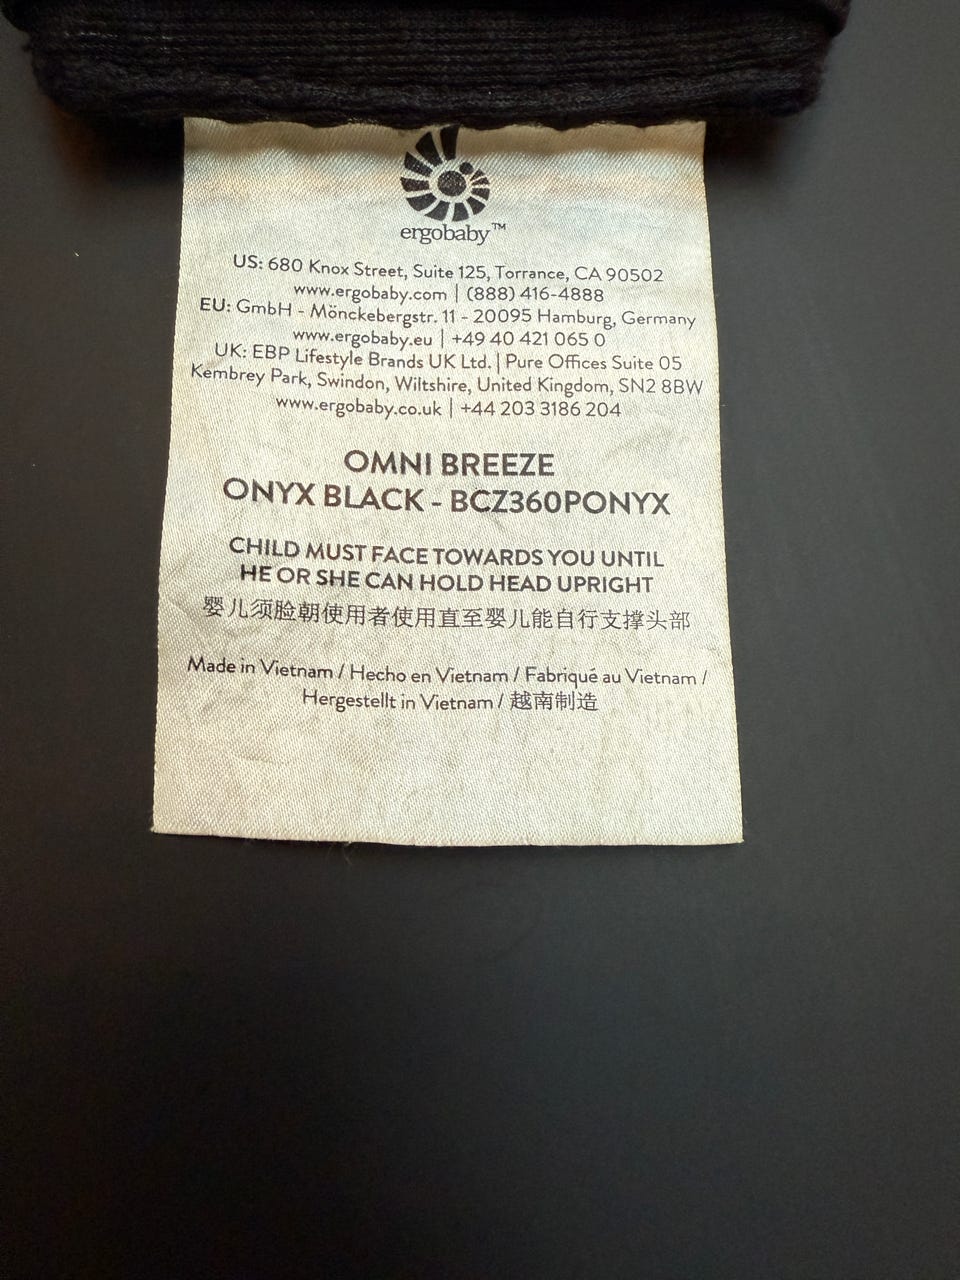 ergobaby™
US: 680 Knox Street, Suite 125, Torrance, CA 90502
www.ergobaby.com | (888) 416-4888
EU: GmbH - Mönckebergstr. 11 - 20095 Hamburg, Germany
www.ergobaby.eu | +49 40 421 065 0
UK: EBP Lifestyle Brands UK Ltd. | Pure Offices Suite 05
Kembrey Park, Swindon, Wiltshire, United Kingdom, SN2 8BW
www.ergobaby.co.uk | +44 203 3186 204
OMNI BREEZE
ONYX BLACK - BCZ360PONYX
CHILD MUST FACE TOWARDS YOU UNTIL
HE OR SHE CAN HOLD HEAD UPRIGHT
婴儿须脸朝使用者使用直至婴儿能自行支撑头部
Made in Vietnam / Hecho en Vietnam / Fabriqué au Vietnam /
Hergestellt in Vietnam / 越南制造